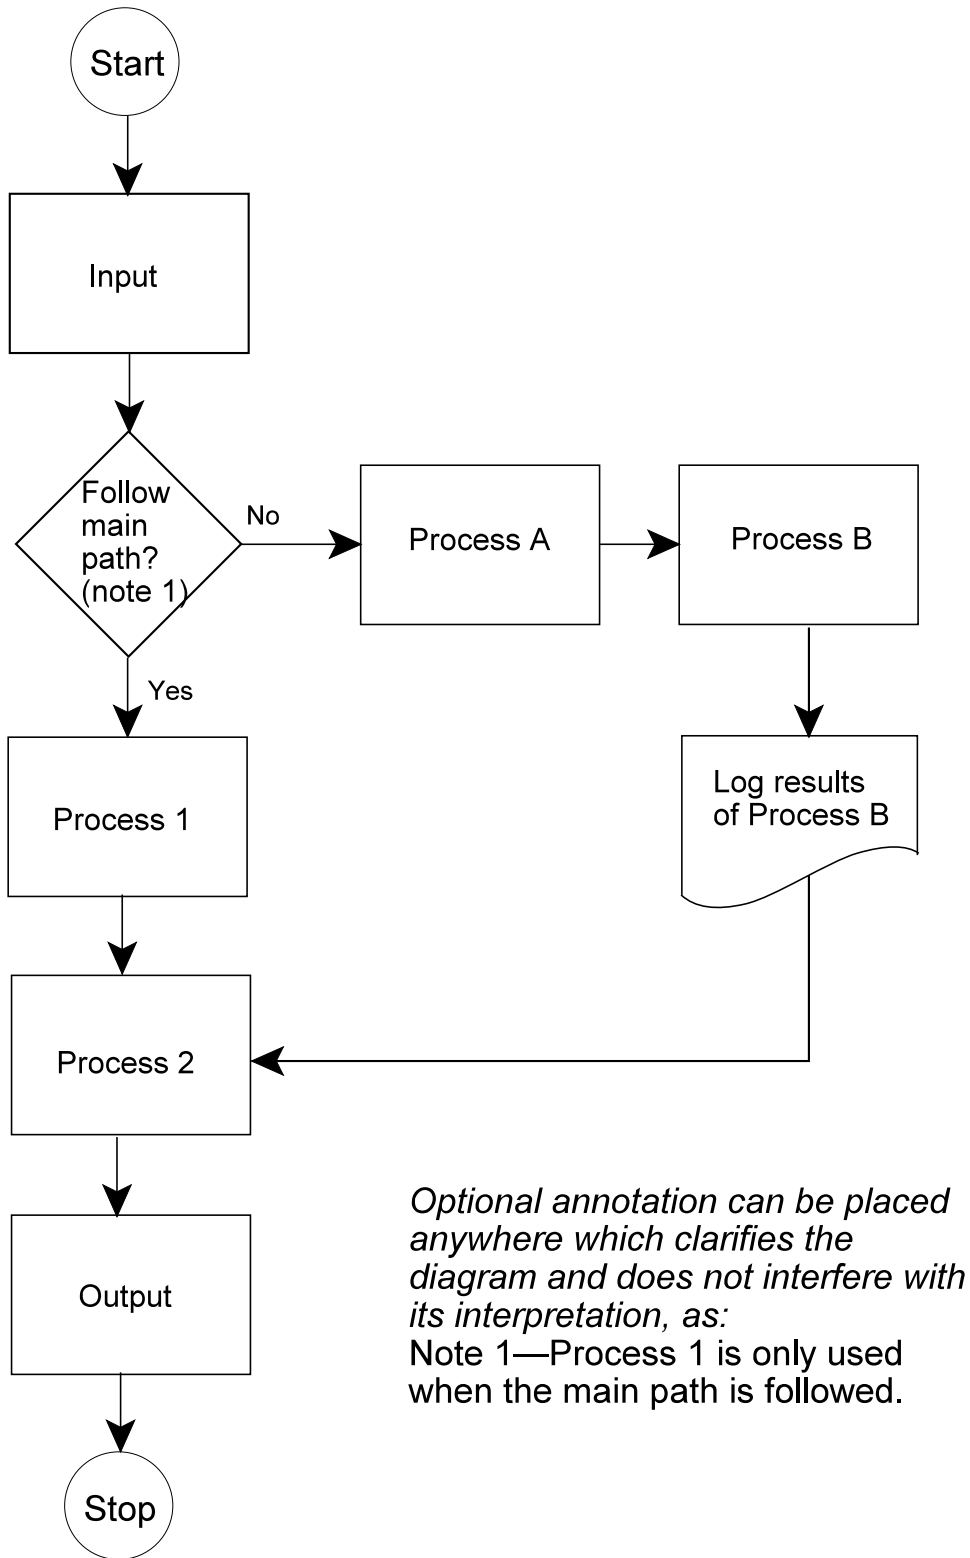 Start
Input
Follow
main
path?
(note 1)
No
Process A
Process B
Yes
Process 1
Log results
of Process B
Process 2
Output
Optional annotation can be placed
anywhere which clarifies the
diagram and does not interfere with
its interpretation, as:
Note 1—Process 1 is only used
when the main path is followed.
Stop